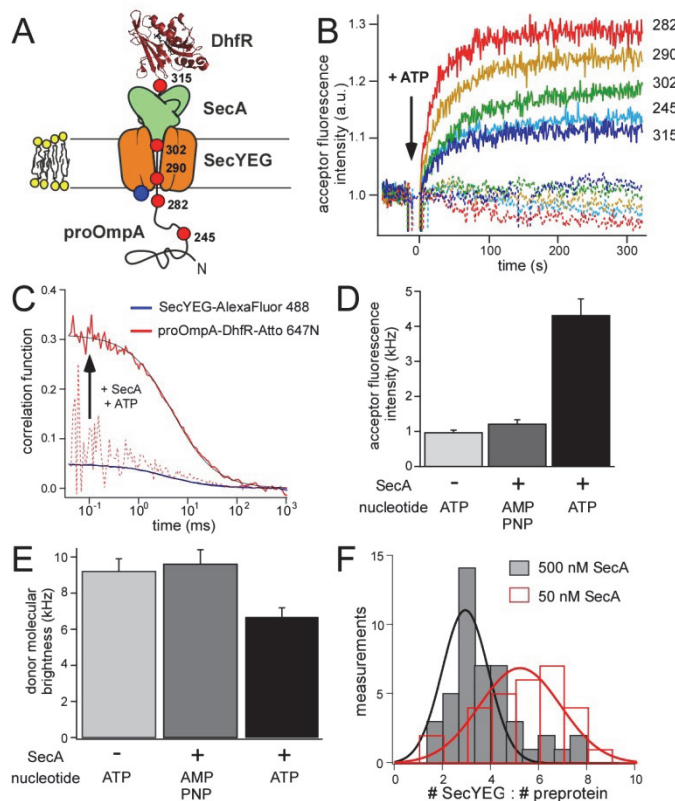 A
DhfR
315
SecA
302
SecYEG
290
282
proOmpA
245
N
B
acceptor fluorescence
intensity (a.u.)
1.3
1.2
1.1
1.0
+ ATP
282
290
302
245
315
0
100
200
300
time (s)
C
correlation function
0.4
0.3
0.2
0.1
0.0
SecYEG-AlexaFluor 488
proOmpA-DhfR-Atto 647N
+ SecA
+ ATP
10-1
100
101
102
103
time (ms)
D
acceptor fluorescence
intensity (kHz)
5
4
3
2
1
0
SecA - + +
nucleotide ATP AMP ATP
PNP
E
donor molecular
brightness (kHz)
10
8
6
4
2
0
SecA - + +
nucleotide ATP AMP ATP
PNP
F
measurements
15
10
5
0
500 nM SecA
50 nM SecA
0 2 4 6 8 10
# SecYEG : # preprotein